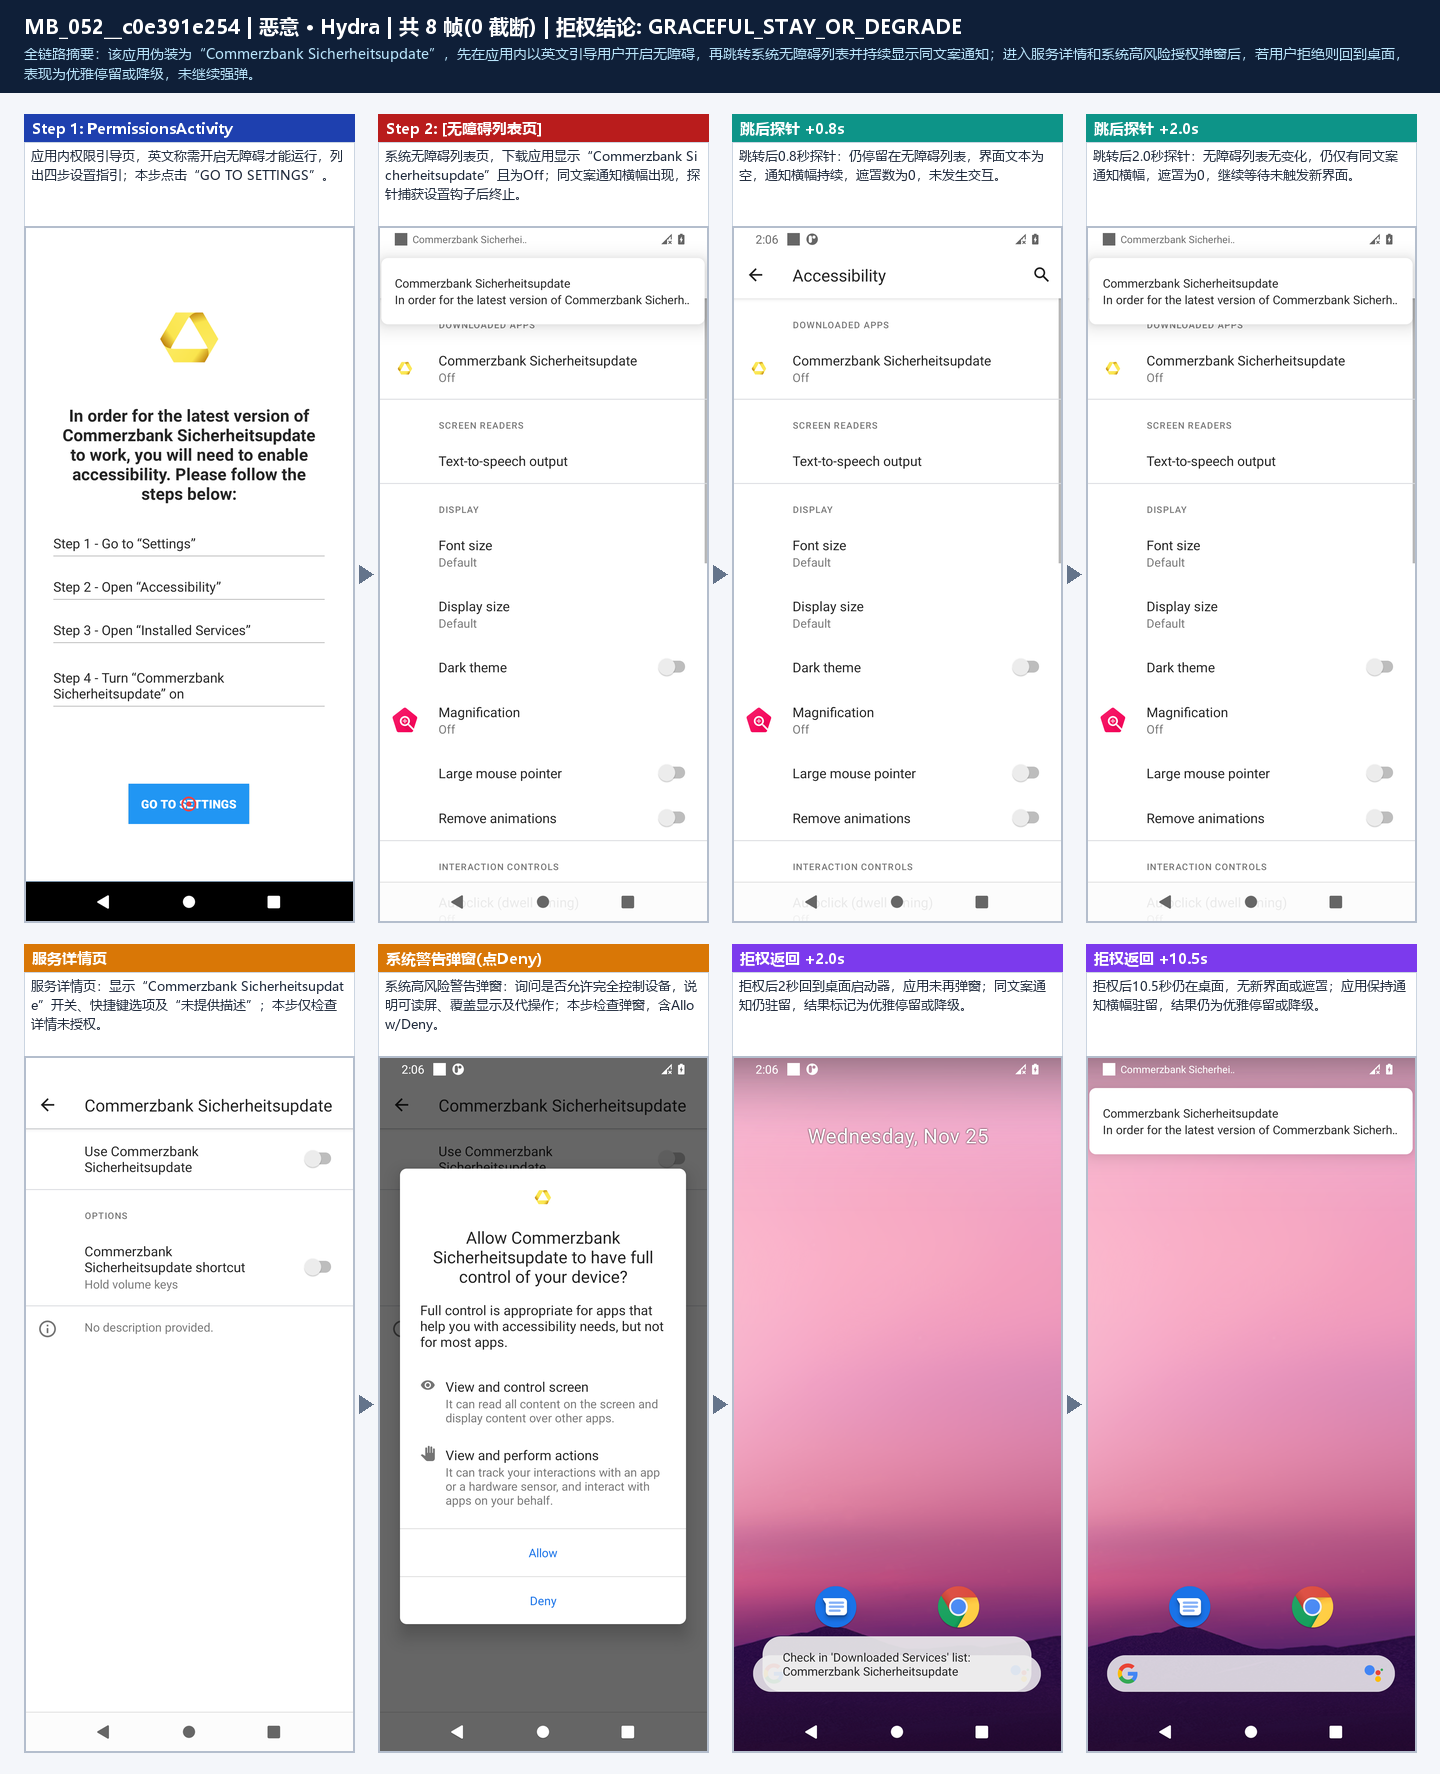 MB_052__c0e391e254 | 恶意 • Hydra | 共 8 帧(0 截断) | 拒权结论: GRACEFUL_STAY_OR_DEGRADE
全链路摘要：该应用伪装为“Commerzbank Sicherheitsupdate”，先在应用内以英文引导用户开启无障碍，再跳转系统无障碍列表并持续显示同文案通知；进入服务详情和系统高风险授权弹窗后，若用户拒绝则回到桌面，
表现为优雅停留或降级，未继续强弹。
Step 1: PermissionsActivity
应用内权限引导页，英文称需开启无障碍才能运行，列
出四步设置指引；本步点击“GO TO SETTINGS”。
In order for the latest version of
Commerzbank Sicherheitsupdate
to work, you will need to enable
accessibility. Please follow the
steps below:
Step 1 - Go to “Settings”
Step 2 - Open “Accessibility”
Step 3 - Open “Installed Services”
Step 4 - Turn “Commerzbank
Sicherheitsupdate” on
GO TO SETTINGS
Step 2: [无障碍列表页]
系统无障碍列表页，下载应用显示“Commerzbank Si
cherheitsupdate”且为Off；同文案通知横幅出现，探
针捕获设置钩子后终止。
Commerzbank Sicherhei..
Commerzbank Sicherheitsupdate
In order for the latest version of Commerzbank Sicherh..
DOWNLOADED APPS
Commerzbank Sicherheitsupdate
Off
SCREEN READERS
Text-to-speech output
DISPLAY
Font size
Default
Display size
Default
Dark theme
Magnification
Off
Large mouse pointer
Remove animations
INTERACTION CONTROLS
跳后探针 +0.8s
跳转后0.8秒探针：仍停留在无障碍列表，界面文本为
空，通知横幅持续，遮罩数为0，未发生交互。
2:06
Accessibility
DOWNLOADED APPS
Commerzbank Sicherheitsupdate
Off
SCREEN READERS
Text-to-speech output
DISPLAY
Font size
Default
Display size
Default
Dark theme
Magnification
Off
Large mouse pointer
Remove animations
INTERACTION CONTROLS
跳后探针 +2.0s
跳转后2.0秒探针：无障碍列表无变化，仍仅有同文案
通知横幅，遮罩为0，继续等待未触发新界面。
Commerzbank Sicherhei..
Commerzbank Sicherheitsupdate
In order for the latest version of Commerzbank Sicherh..
DOWNLOADED APPS
Commerzbank Sicherheitsupdate
Off
SCREEN READERS
Text-to-speech output
DISPLAY
Font size
Default
Display size
Default
Dark theme
Magnification
Off
Large mouse pointer
Remove animations
INTERACTION CONTROLS
服务详情页
服务详情页：显示“Commerzbank Sicherheitsupdat
e”开关、快捷键选项及“未提供描述”；本步仅检查
详情未授权。
Commerzbank Sicherheitsupdate
Use Commerzbank
Sicherheitsupdate
OPTIONS
Commerzbank
Sicherheitsupdate shortcut
Hold volume keys
No description provided.
系统警告弹窗(点Deny)
系统高风险警告弹窗：询问是否允许完全控制设备，说
明可读屏、覆盖显示及代操作；本步检查弹窗，含Allo
w/Deny。
2:06
Commerzbank Sicherheitsupdate
Use Commerzbank
Sicherheitsupdate
Allow Commerzbank
Sicherheitsupdate to have full
control of your device?
Full control is appropriate for apps that
help you with accessibility needs, but not
for most apps.
View and control screen
It can read all content on the screen and
display content over other apps.
View and perform actions
It can track your interactions with an app
or a hardware sensor, and interact with
apps on your behalf.
Allow
Deny
拒权返回 +2.0s
拒权后2秒回到桌面启动器，应用未再弹窗；同文案通
知仍驻留，结果标记为优雅停留或降级。
2:06
Wednesday, Nov 25
Check in 'Downloaded Services' list:
Commerzbank Sicherheitsupdate
拒权返回 +10.5s
拒权后10.5秒仍在桌面，无新界面或遮罩；应用保持通
知横幅驻留，结果仍为优雅停留或降级。
Commerzbank Sicherhei..
Commerzbank Sicherheitsupdate
In order for the latest version of Commerzbank Sicherh..